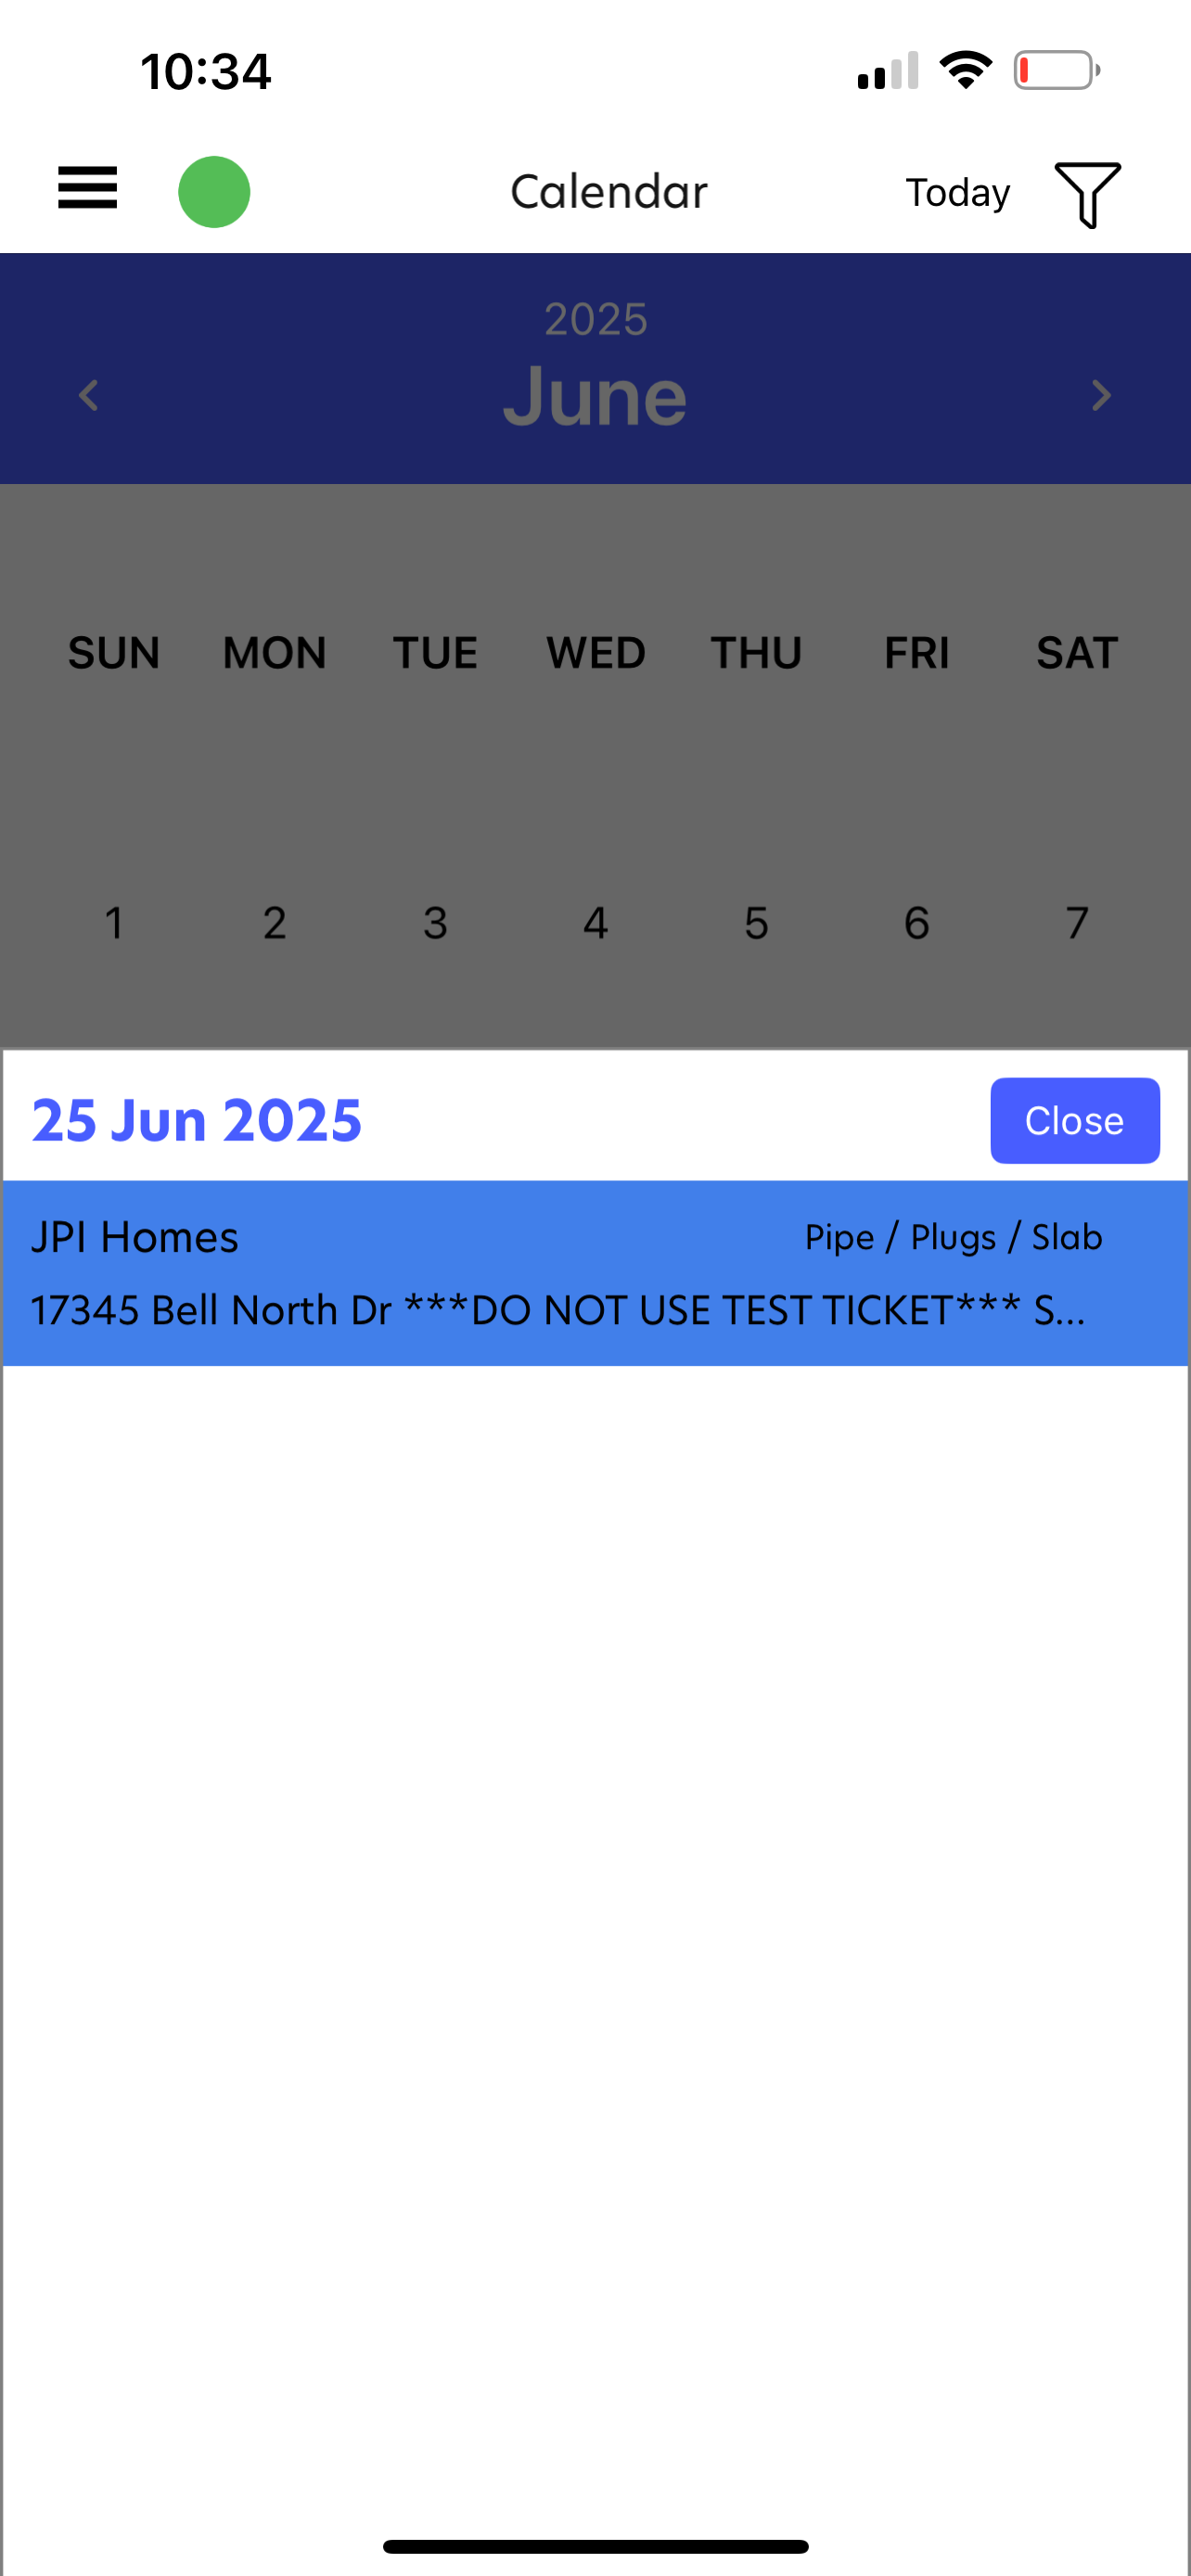 10:34
Calendar Today
2025
June
SUN MON TUE WED THU FRI SAT
1 2 3 4 5 6 7
25 Jun 2025 Close
JPI Homes Pipe / Plugs / Slab
17345 Bell North Dr ***DO NOT USE TEST TICKET*** S...